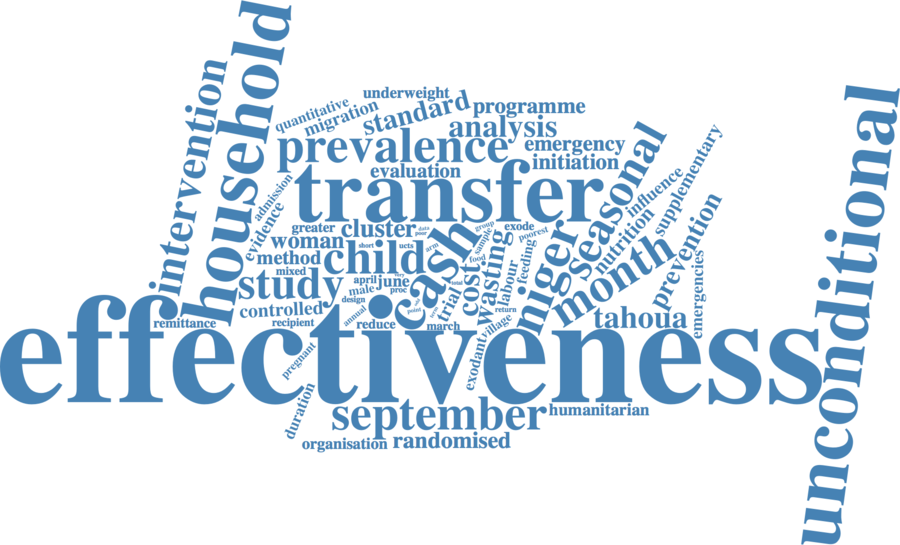 household
intervention
underweight
quantitative
migration
standard
programme
prevalence
analysis
emergency
initiation
evaluation
transfer
seasonal
influence
supplementary
unconditional
admission
evidence
greater
cluster
data
pour
group
sample
exode
poorest
nutrition
prevention
woman
method
mixed
short
ucts
arm
child
cash
food
cost
wasting
feeding
labour
niger
month
emergencies
study
april
june
male
proc
very
total
trial
return
controlled
design
annual
point
tahoua
remittance
recipient
reduce
march
village
effectiveness
pregnant
exodant
duration
september
humanitarian
organisation
randomised